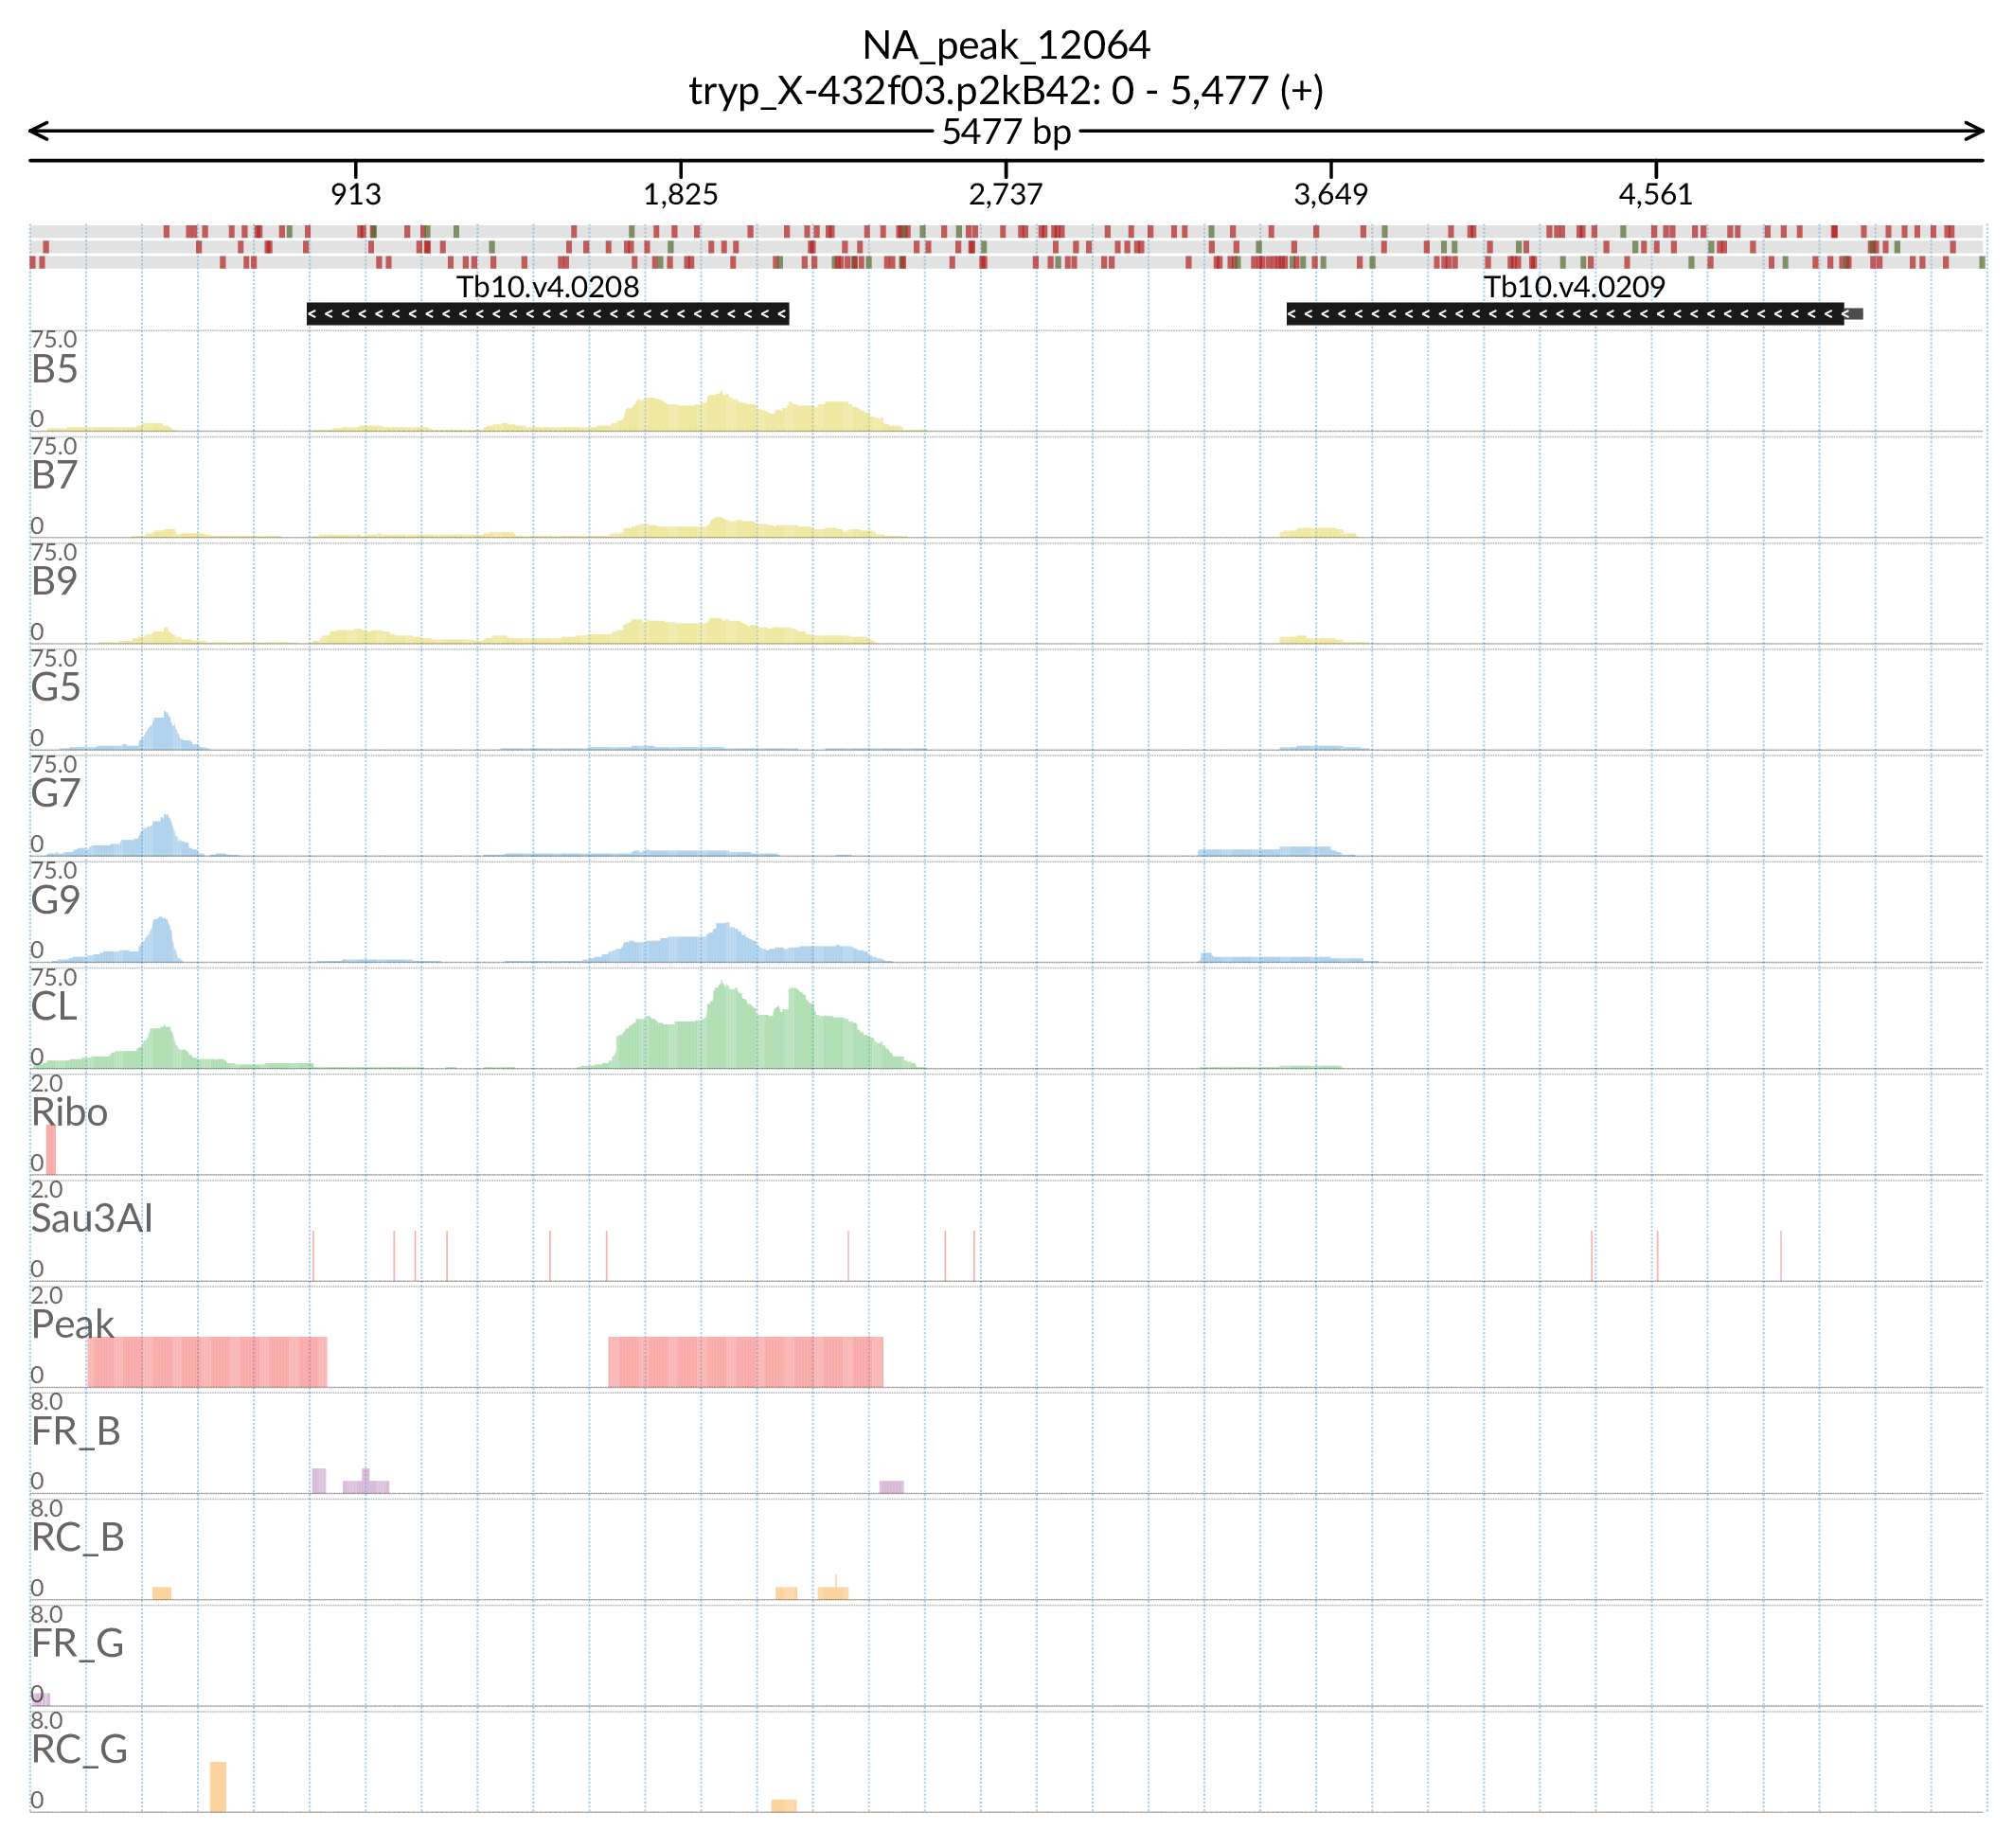 NA_peak_12064
tryp_X-432f03.p2kB42: 0 - 5,477 (+)
5477 bp
913 1,825 2,737 3,649 4,561
Tb10.v4.0208 Tb10.v4.0209
75.0
B5
0
75.0
B7
0
75.0
B9
0
75.0
G5
0
75.0
G7
0
75.0
G9
0
75.0
CL
0
2.0
Ribo
0
2.0
Sau3AI
0
2.0
Peak
0
8.0
FR_B
0
8.0
RC_B
0
8.0
FR_G
0
8.0
RC_G
0